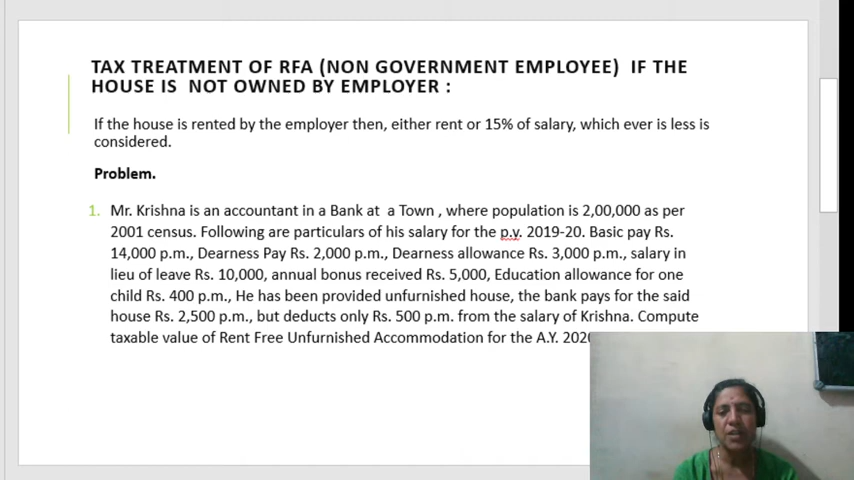 TAX TREATMENT OF RFA (NON GOVERNMENT EMPLOYEE) IF THE
HOUSE IS NOT OWNED BY EMPLOYER :
If the house is rented by the employer then, either rent or 15% of salary, which ever is less is
considered.
Problem.
1. Mr. Krishna is an accountant in a Bank at a Town , where population is 2,00,000 as per
2001 census. Following are particulars of his salary for the p.y. 2019-20. Basic pay Rs.
14,000 p.m., Dearness Pay Rs. 2,000 p.m., Dearness allowance Rs. 3,000 p.m., salary in
lieu of leave Rs. 10,000, annual bonus received Rs. 5,000, Education allowance for one
child Rs. 400 p.m., He has been provided unfurnished house, the bank pays for the said
house Rs. 2,500 p.m., but deducts only Rs. 500 p.m. from the salary of Krishna. Compute
taxable value of Rent Free Unfurnished Accommodation for the A.Y.